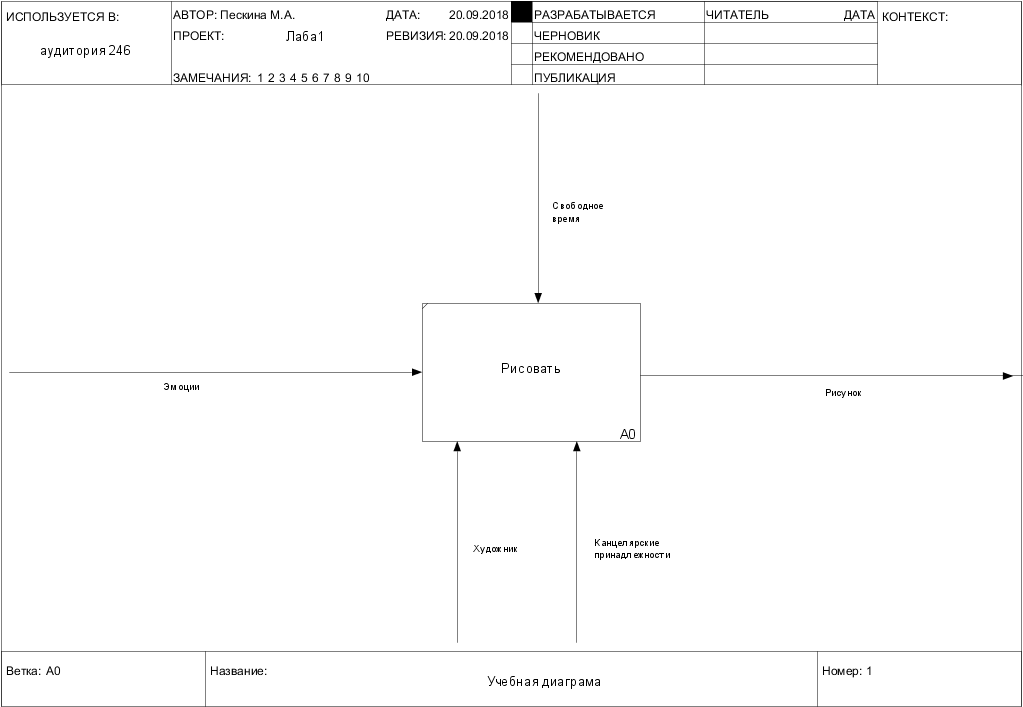 ИСПОЛЬЗУЕТСЯ В:
аудитория 246
АВТОР: Пескина М.А.
ДАТА: 20.09.2018
ПРОЕКТ: Лаба1
РЕВИЗИЯ: 20.09.2018
ЗАМЕЧАНИЯ: 1 2 3 4 5 6 7 8 9 10
РАЗРАБАТЫВАЕТСЯ
ЧЕРНОВИК
РЕКОМЕНДОВАНО
ПУБЛИКАЦИЯ
ЧИТАТЕЛЬ ДАТА
КОНТЕКСТ:
Свободное
время
Рисовать
A0
Эмоции
Рисунок
Художник
Канцелярские
принадлежности
Ветка: A0
Название:
Учебная диаграма
Номер: 1